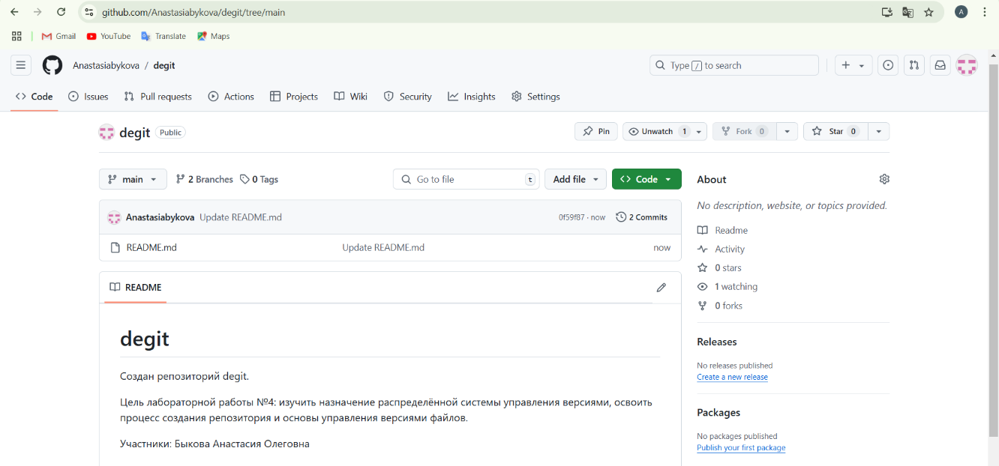 github.com/Anastasiabykova/degit/tree/main
A
Gmail YouTube Translate Maps
Anastasiabykova / degit
Type / to search
Code Issues Pull requests Actions Projects Wiki Security Insights Settings
degit Public
Pin Unwatch 1 Fork 0 Star 0
main 2 Branches 0 Tags
Go to file t
Add file Code
Anastasiabykova Update README.md 0f59f87 · now 2 Commits
README.md Update README.md now
README
degit
Создан репозиторий degit.
Цель лабораторной работы №4: изучить назначение распределённой системы управления версиями, освоить
процесс создания репозитория и основы управления версиями файлов.
Участники: Быкова Анастасия Олеговна
About
No description, website, or topics provided.
Readme
Activity
0 stars
1 watching
0 forks
Releases
No releases published
Create a new release
Packages
No packages published
Publish your first package